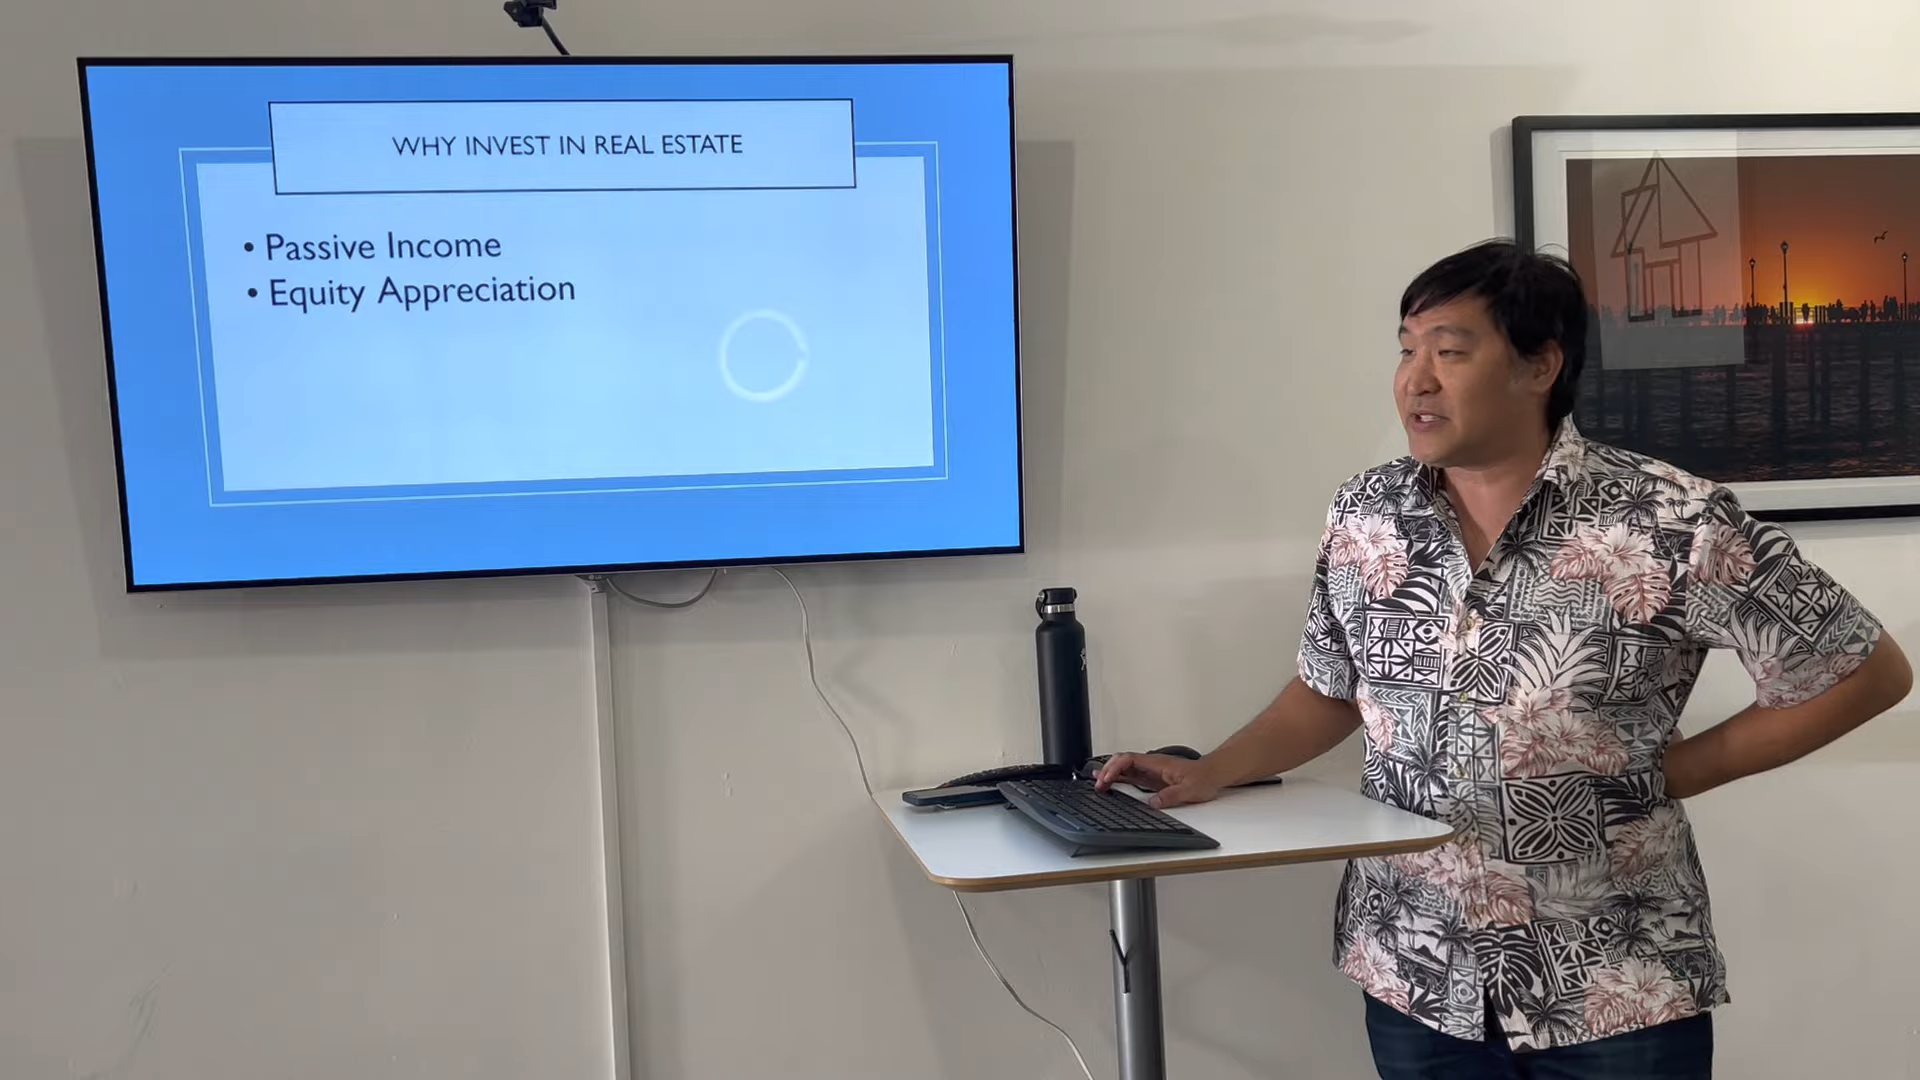 WHY INVEST IN REAL ESTATE
• Passive Income
• Equity Appreciation